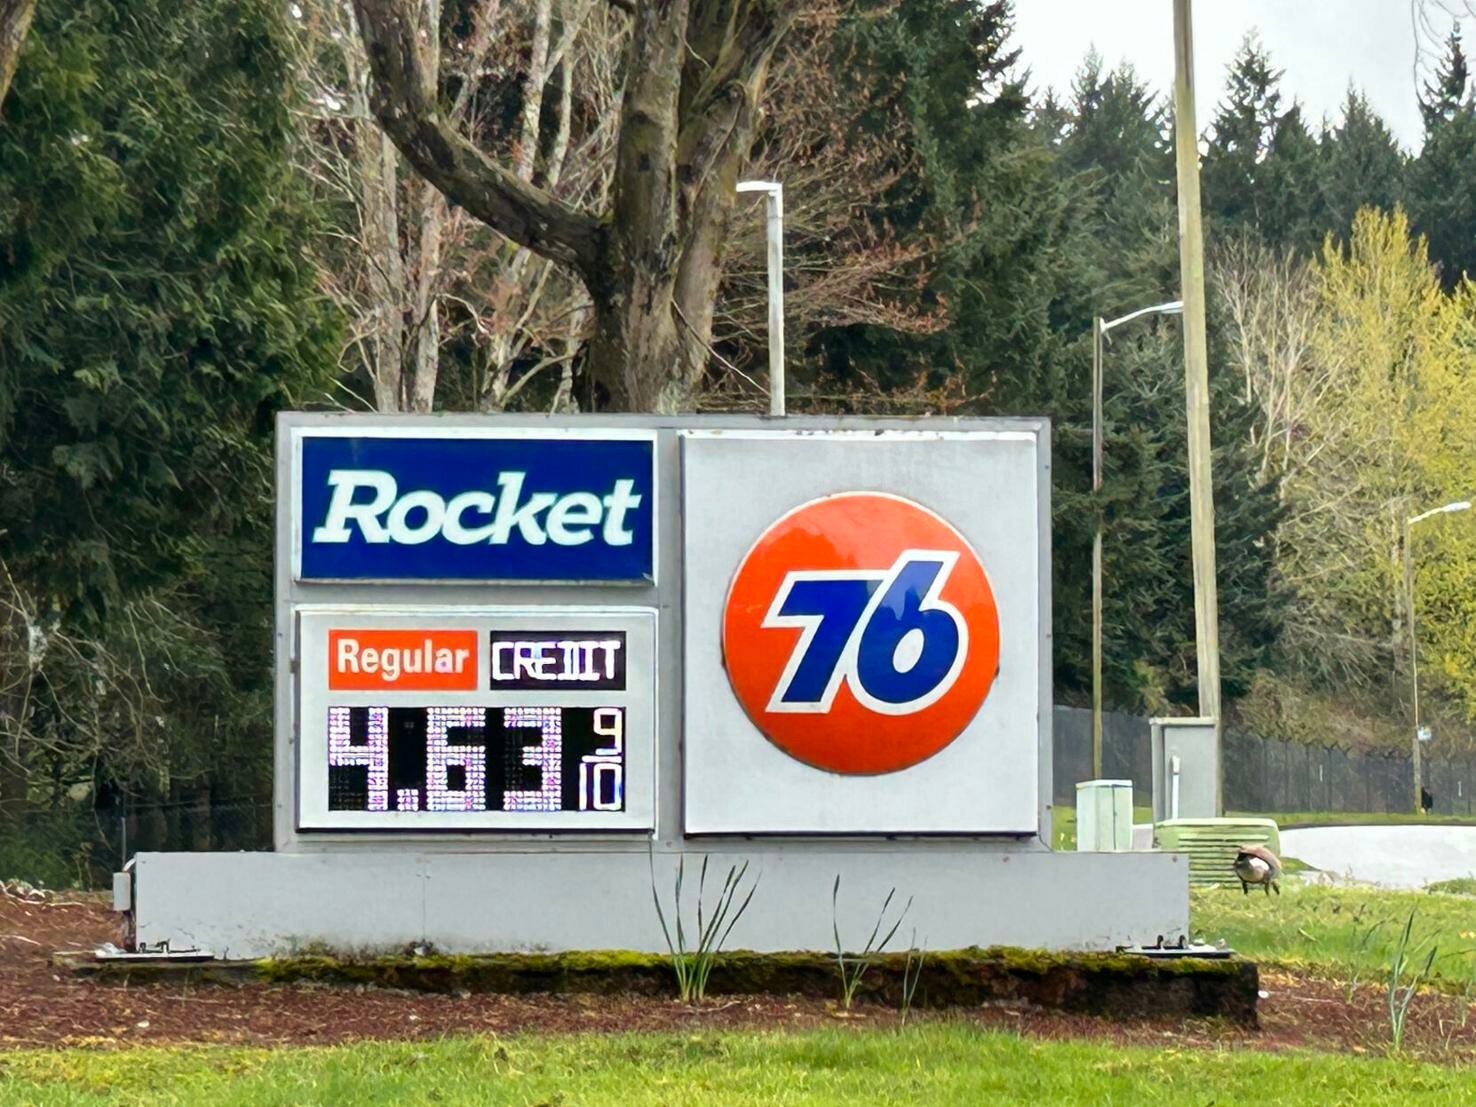 Rocket
Regular CREDIT
4.63 9/10
76